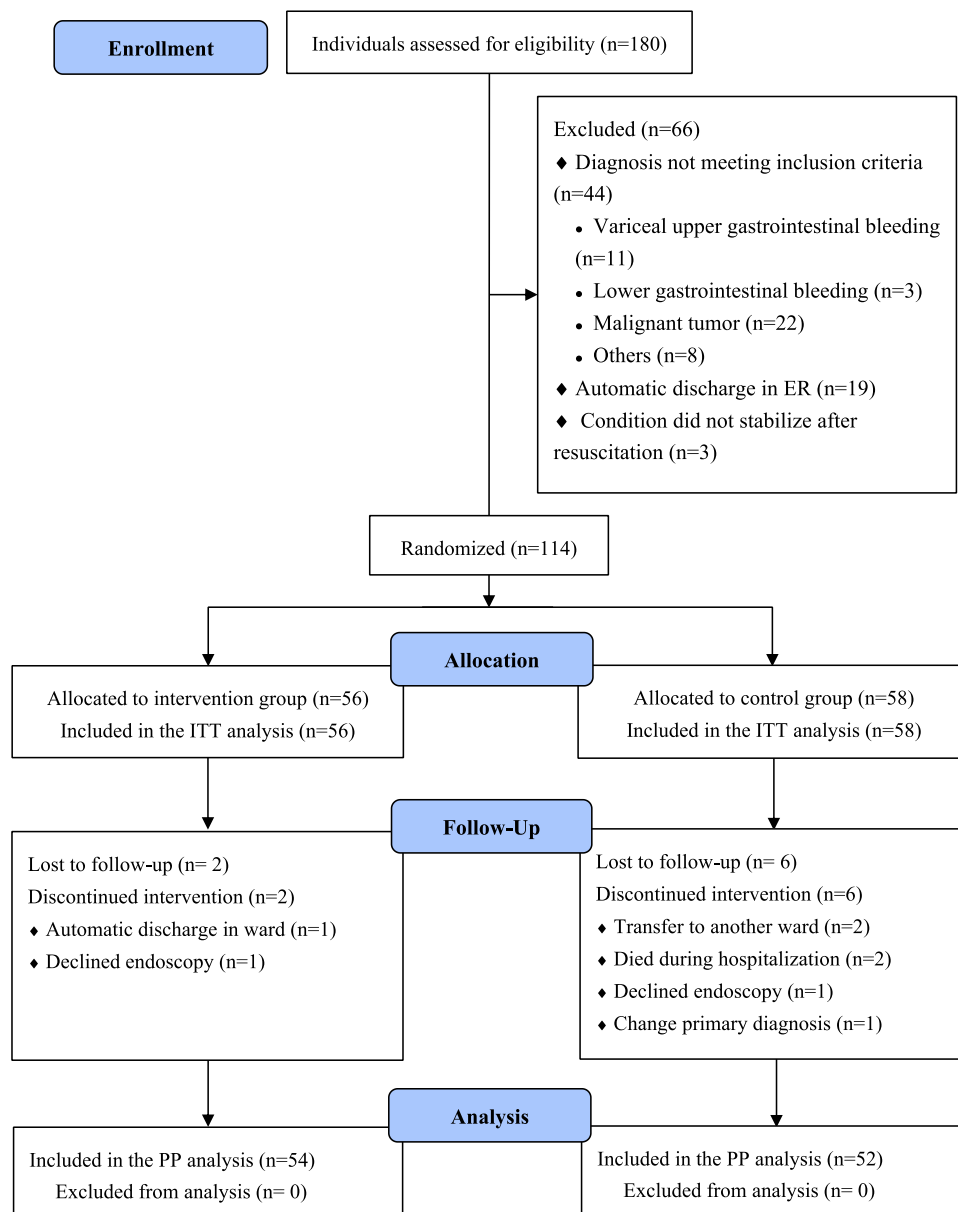 Enrollment
Individuals assessed for eligibility (n=180)
Excluded (n=66)
♦ Diagnosis not meeting inclusion criteria
(n=44)
• Variceal upper gastrointestinal bleeding
(n=11)
• Lower gastrointestinal bleeding (n=3)
• Malignant tumor (n=22)
• Others (n=8)
♦ Automatic discharge in ER (n=19)
♦ Condition did not stabilize after
resuscitation (n=3)
Randomized (n=114)
Allocation
Allocated to intervention group (n=56)
Included in the ITT analysis (n=56)
Allocated to control group (n=58)
Included in the ITT analysis (n=58)
Follow-Up
Lost to follow-up (n= 2)
Discontinued intervention (n=2)
♦ Automatic discharge in ward (n=1)
♦ Declined endoscopy (n=1)
Lost to follow-up (n= 6)
Discontinued intervention (n=6)
♦ Transfer to another ward (n=2)
♦ Died during hospitalization (n=2)
♦ Declined endoscopy (n=1)
♦ Change primary diagnosis (n=1)
Analysis
Included in the PP analysis (n=54)
Excluded from analysis (n= 0)
Included in the PP analysis (n=52)
Excluded from analysis (n= 0)